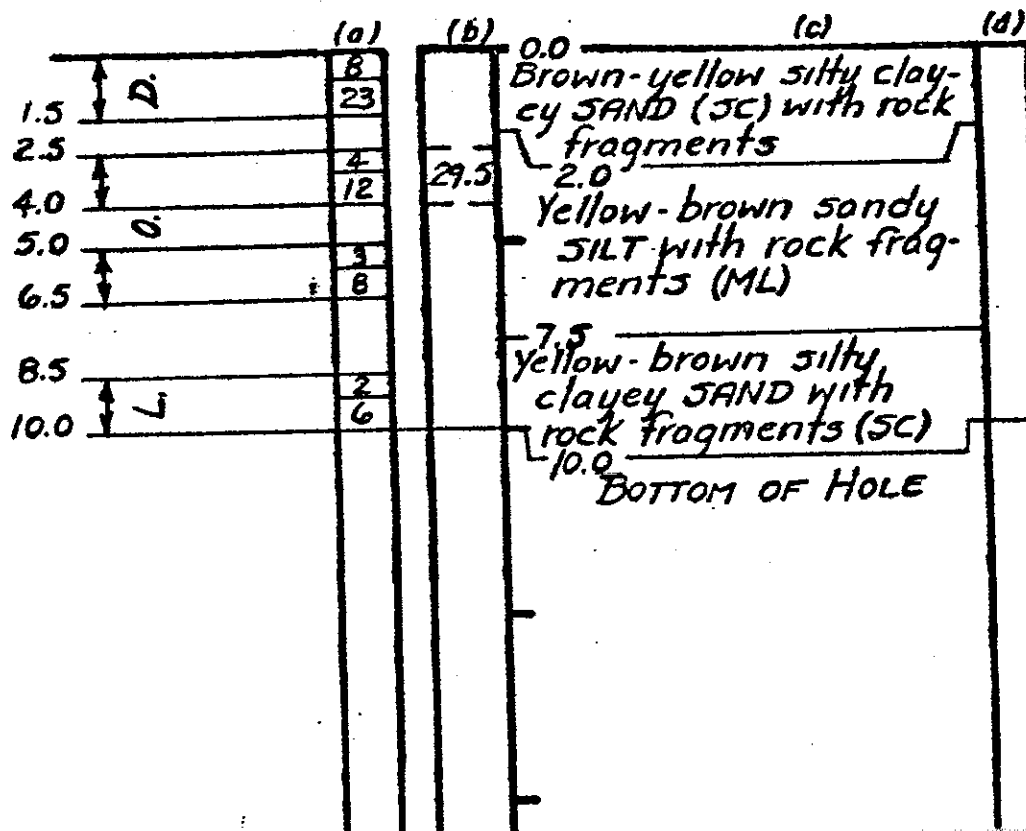 (a) (b) (c) (d)
0.0
8
23
D.
1.5
Brown-yellow silty clay-
ey SAND (SC) with rock
fragments
2.0
2.5
4
12
29.5
4.0
O.
Yellow-brown sandy
SILT with rock frag-
ments (ML)
5.0
3
8
6.5
7.5
Yellow-brown silty
clayey SAND with
rock fragments (SC)
8.5
2
6
L.
10.0
10.0
BOTTOM OF HOLE